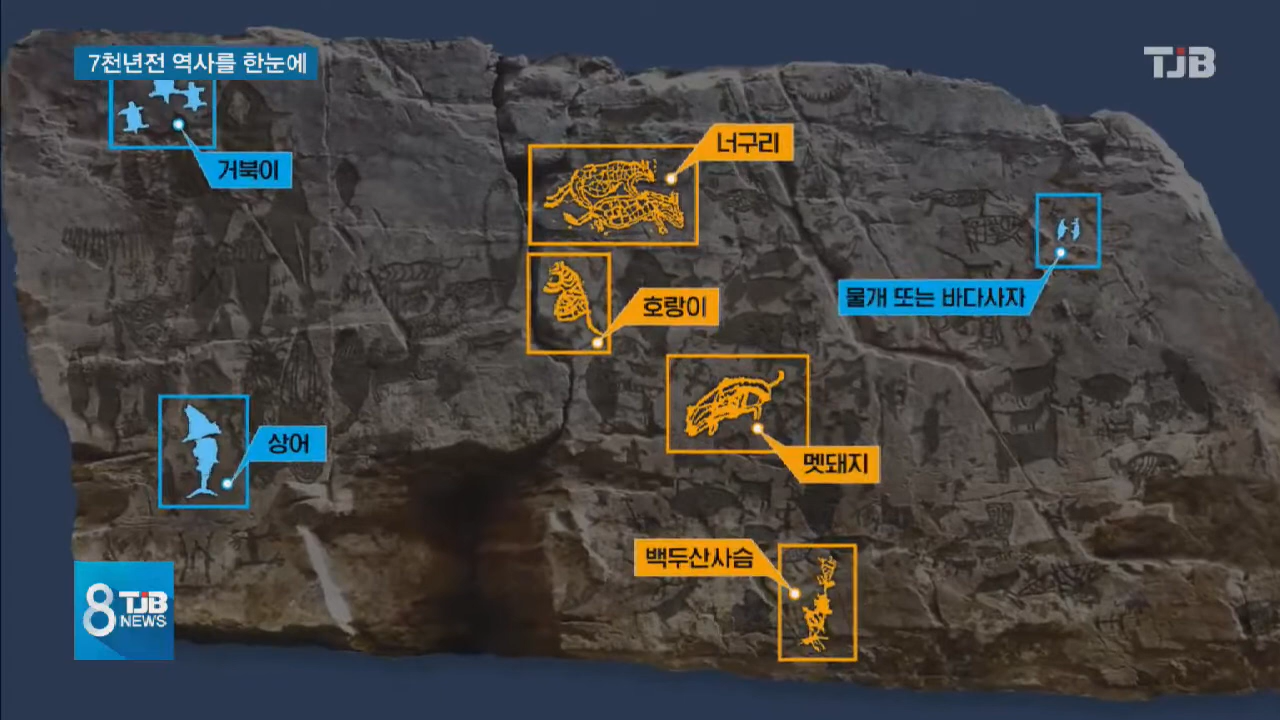 7천년전 역사를 한눈에
TJB
거북이
너구리
물개 또는 바다사자
호랑이
상어
멧돼지
백두산사슴
8 TJB
NEWS